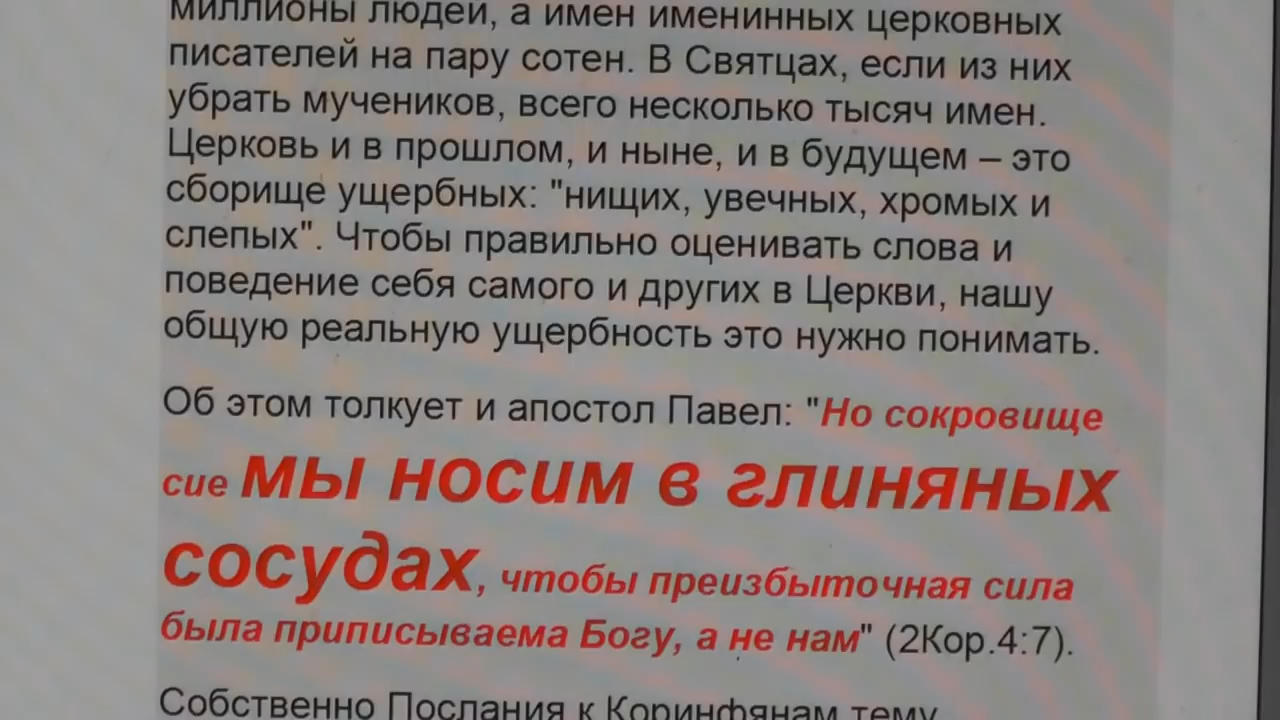 миллионы людей, а имен именинных церковных
писателей на пару сотен. В Святцах, если из них
убрать мучеников, всего несколько тысяч имен.
Церковь и в прошлом, и ныне, и в будущем – это
сборище ущербных: "нищих, увечных, хромых и
слепых". Чтобы правильно оценивать слова и
поведение себя самого и других в Церкви, нашу
общую реальную ущербность это нужно понимать.
Об этом толкует и апостол Павел: "Но сокровище
сие мы носим в глиняных
сосудах, чтобы преизбыточная сила
была приписываема Богу, а не нам" (2Кор.4:7).
Собственно Послания к Коринфянам тему